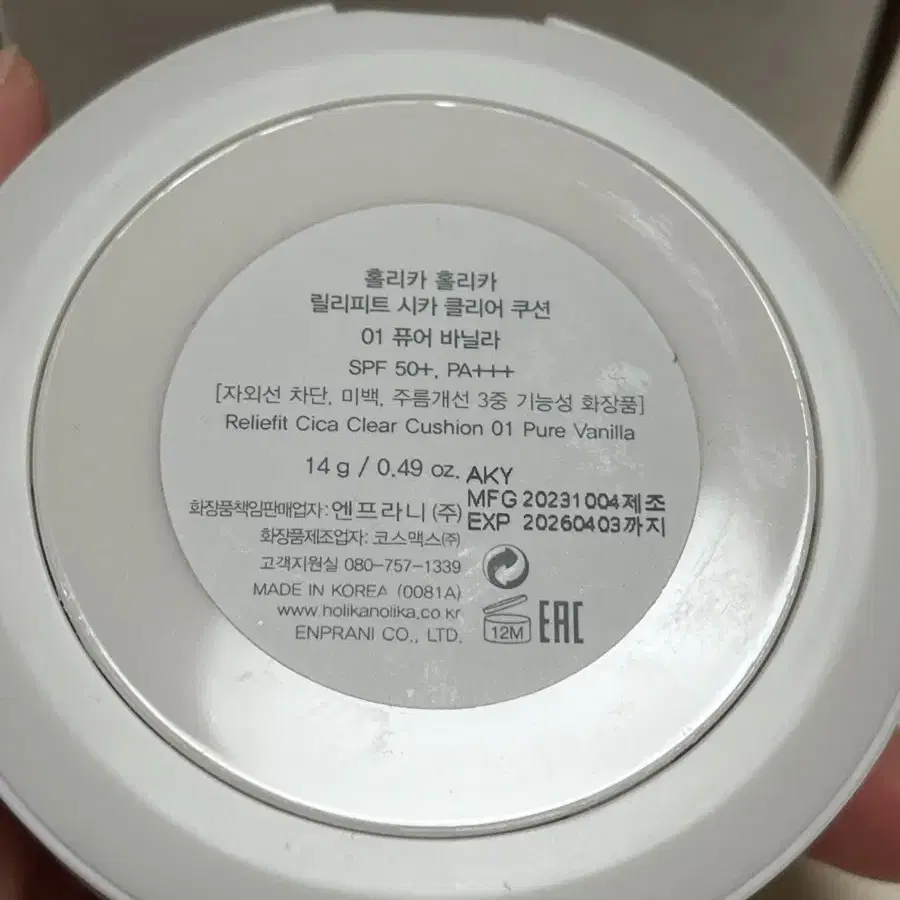 홀리카 홀리카
릴리피트 시카 클리어 쿠션
01 퓨어 바닐라
SPF 50+, PA+++
[자외선 차단, 미백, 주름개선 3중 기능성 화장품]
Reliefit Cica Clear Cushion 01 Pure Vanilla
14 g / 0.49 oz. AKY
MFG 20231004제조
화장품책임판매업자: 엔프라니 (주)
EXP 20260403까지
화장품제조업자: 코스맥스㈜
고객지원실 080-757-1339
MADE IN KOREA (0081A)
www.holikaholika.co.kr
ENPRANI CO., LTD.
12M
EAC